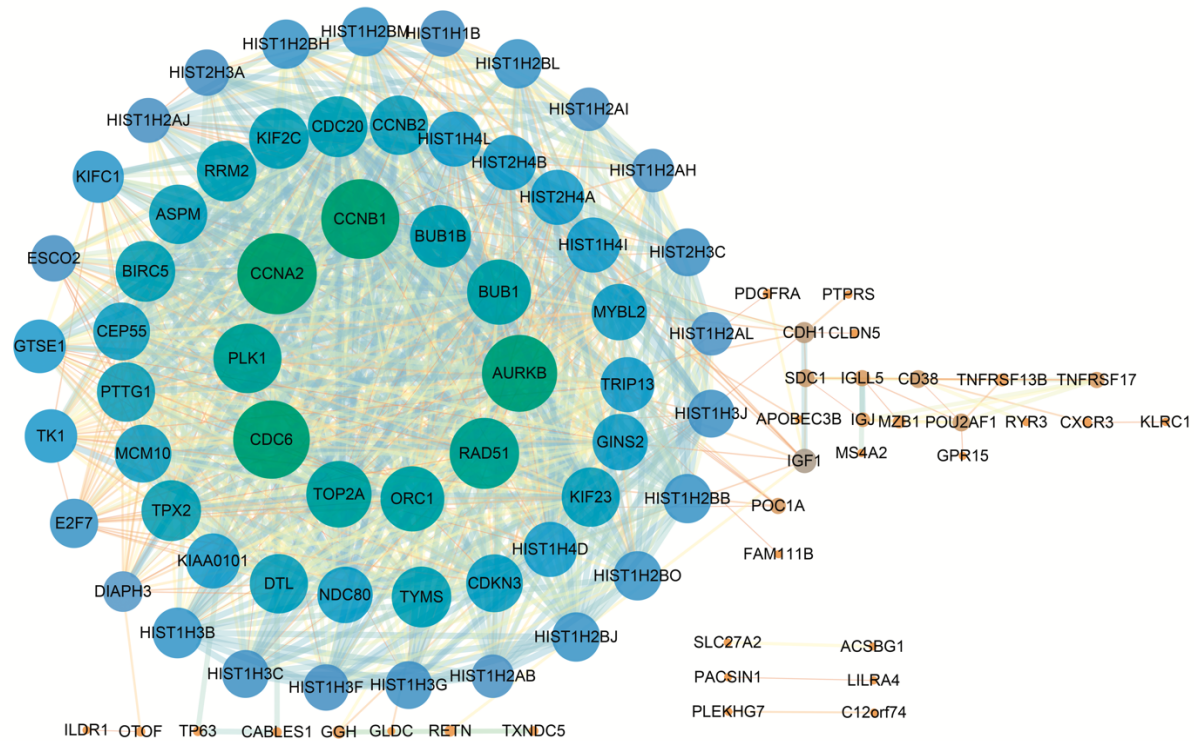 HIST1H2BM
HIST1H1B
HIST1H2BH
HIST1H2BL
HIST2H3A
HIST1H2AI
HIST1H2AJ
CDC20
CCNB2
KIF2C
HIST1H4L
HIST2H4B
HIST1H2AH
RRM2
KIFC1
HIST2H4A
ASPM
CCNB1
BUB1B
HIST1H4I
HIST2H3C
ESCO2
BIRC5
CCNA2
BUB1
PDGFRA
PTPRS
MYBL2
CEP55
HIST1H2AL
CDH1
CLDN5
GTSE1
PLK1
AURKB
SDC1
IGLL5
CD38
TNFRSF13B
TNFRSF17
TRIP13
PTTG1
HIST1H3J
APOBEC3B
IGJ
MZB1
POU2AF1
RYR3
CXCR3
KLRC1
TK1
CDC6
GINS2
MCM10
RAD51
MS4A2
GPR15
IGF1
TOP2A
ORC1
KIF23
HIST1H2BB
POC1A
TPX2
E2F7
HIST1H4D
FAM111B
KIAA0101
HIST1H2BO
DIAPH3
DTL
NDC80
TYMS
CDKN3
HIST1H3B
HIST1H2BJ
SLC27A2
ACSBG1
HIST1H3C
HIST1H3F
HIST1H3G
HIST1H2AB
PACSIN1
LILRA4
PLEKHG7
C12orf74
ILDR1
OTOF
TP63
CABLES1
GGH
GLDC
RETN
TXNDC5